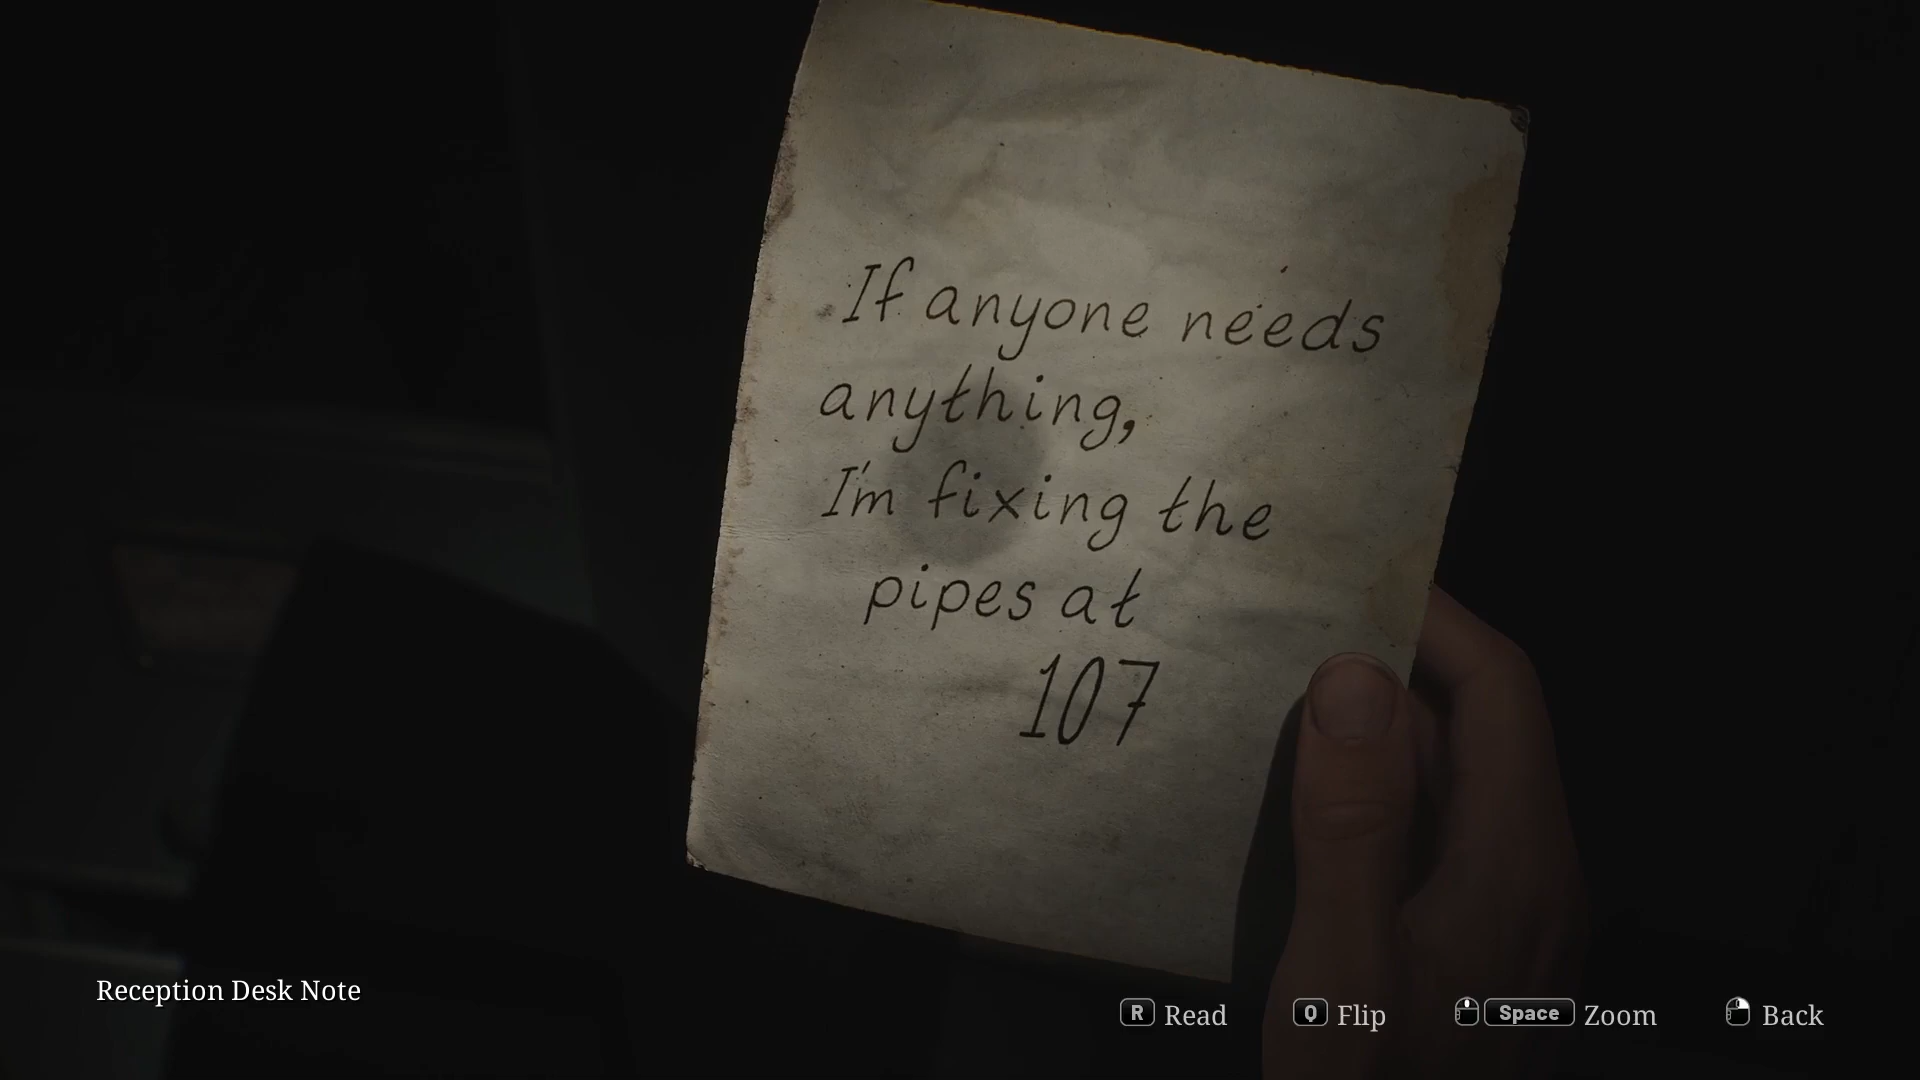 If anyone needs
anything,
I'm fixing the
pipes at
107
Reception Desk Note
R Read
Q Flip
Space Zoom
Back